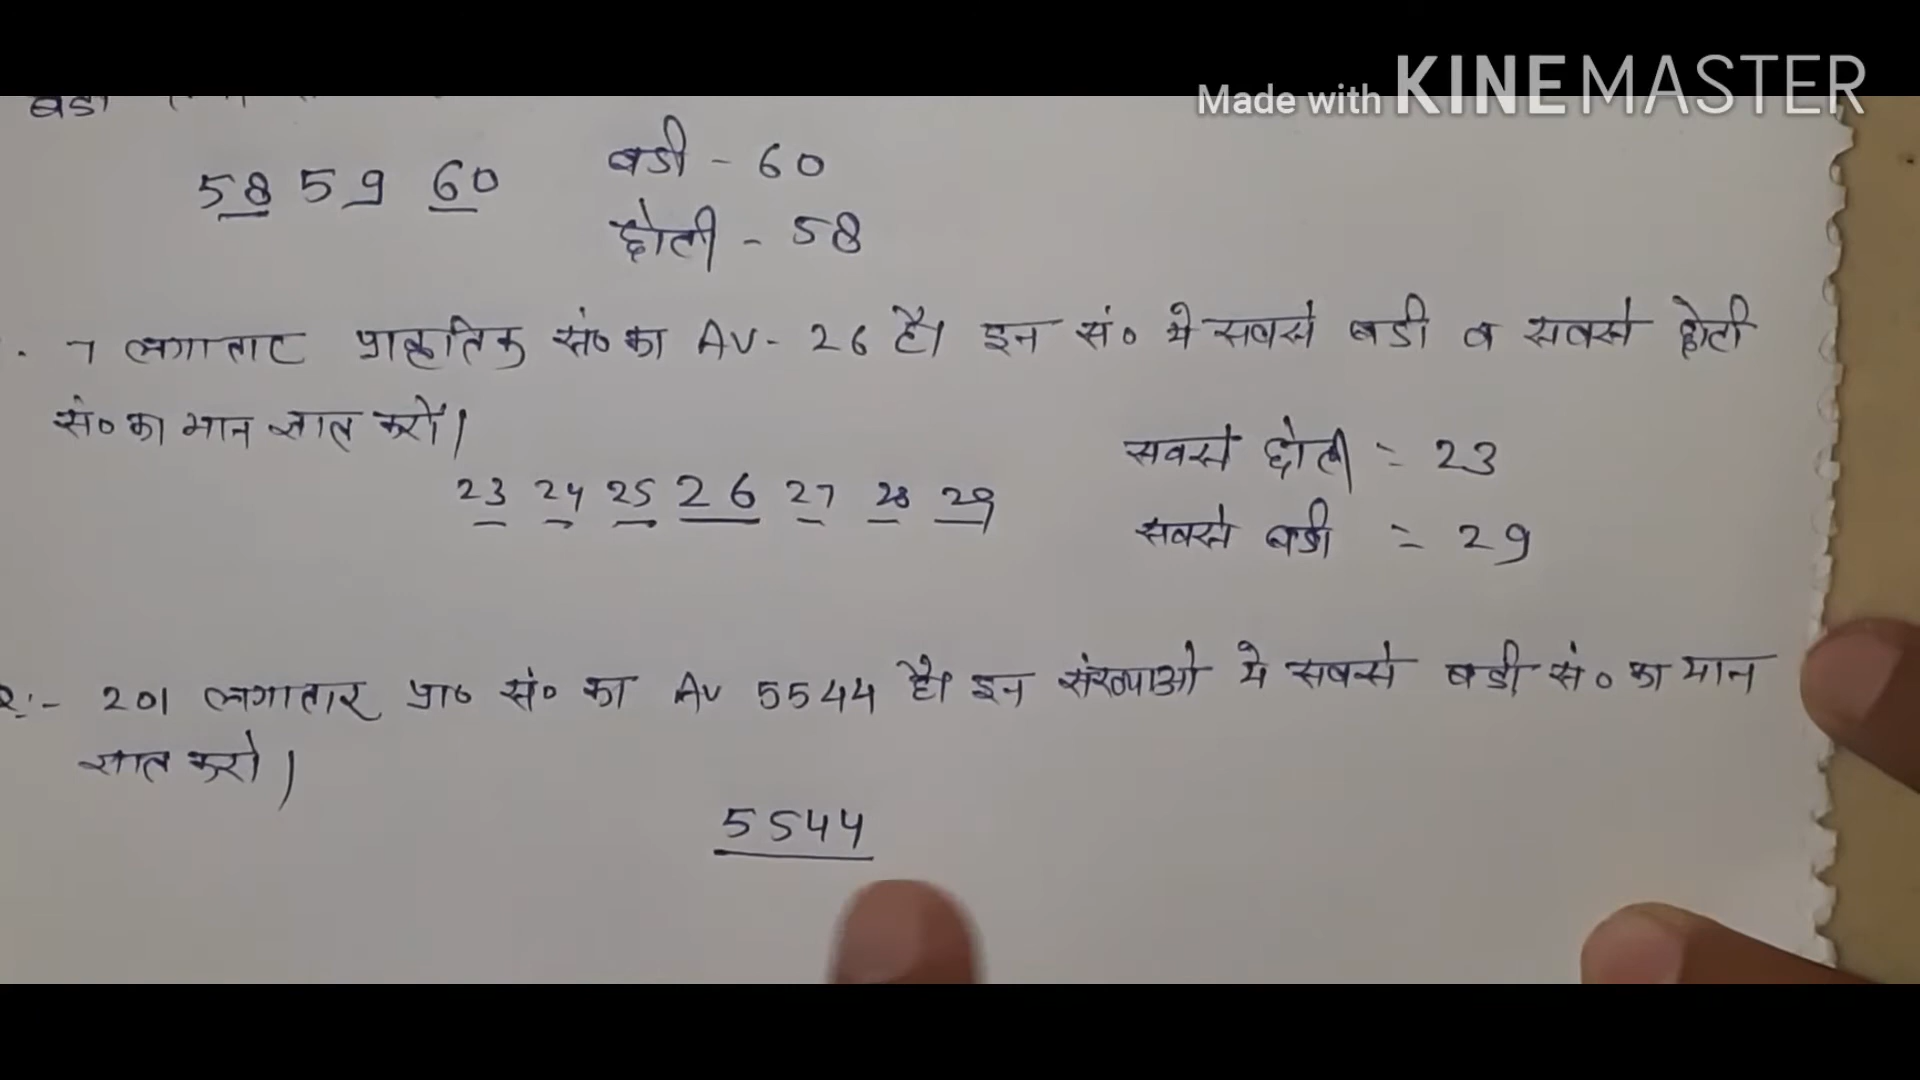 Made with KINEMASTER
बडी
58 59 60
बडी - 60
छोटी - 58
7 लगातार प्राकृतिक सं० का AV - 26 है। इन सं० मे सबसे बडी व सबसे छोटी
सं० का मान ज्ञात करों।
23 24 25 26 27 28 29
सबसे छोटी = 23
सबसे बडी = 29
2:- 201 लगातार प्रा० सं० का AV 5544 है। इन संख्याओ मे सबसे बडी सं० का मान
ज्ञात करो।
5544